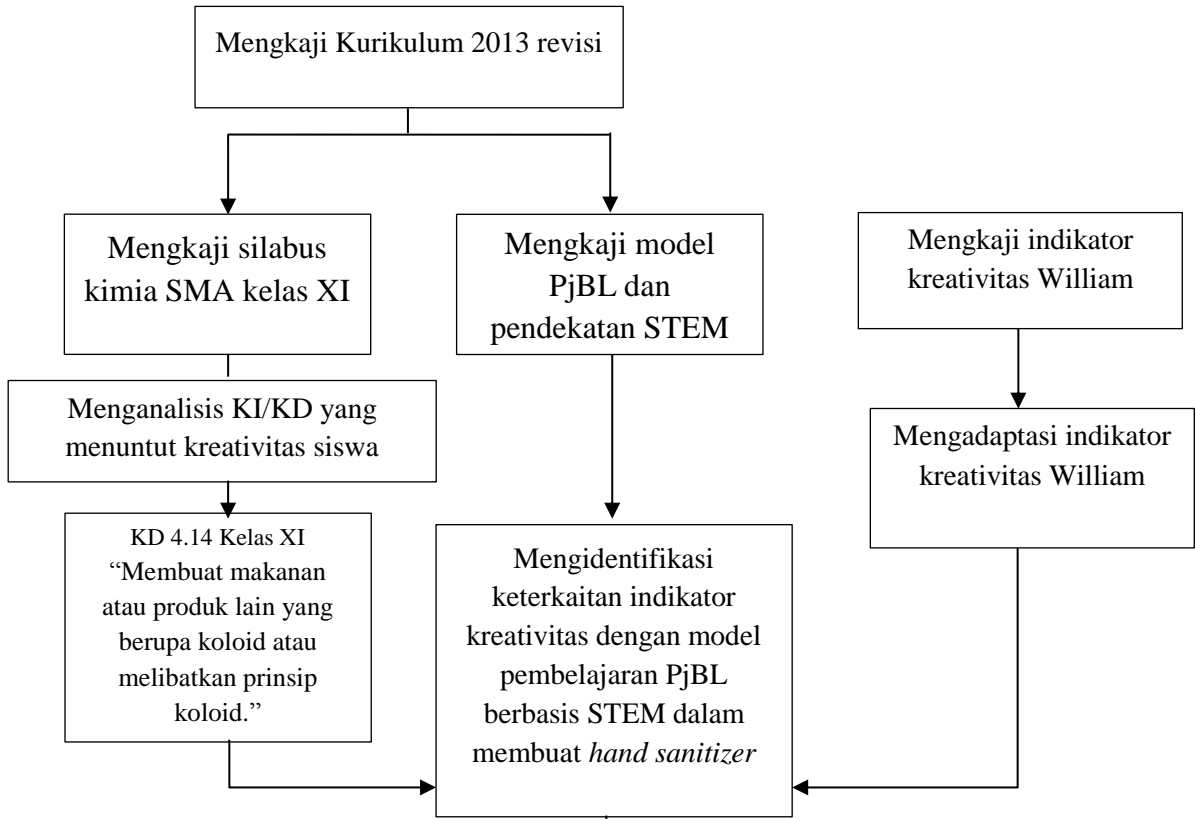 Mengkaji Kurikulum 2013 revisi
Mengkaji silabus
kimia SMA kelas XI
Mengkaji model
PjBL dan
pendekatan STEM
Mengkaji indikator
kreativitas William
Menganalisis KI/KD yang
menuntut kreativitas siswa
Mengadaptasi indikator
kreativitas William
KD 4.14 Kelas XI
“Membuat makanan
atau produk lain yang
berupa koloid atau
melibatkan prinsip
koloid.”
Mengidentifikasi
keterkaitan indikator
kreativitas dengan model
pembelajaran PjBL
berbasis STEM dalam
membuat hand sanitizer